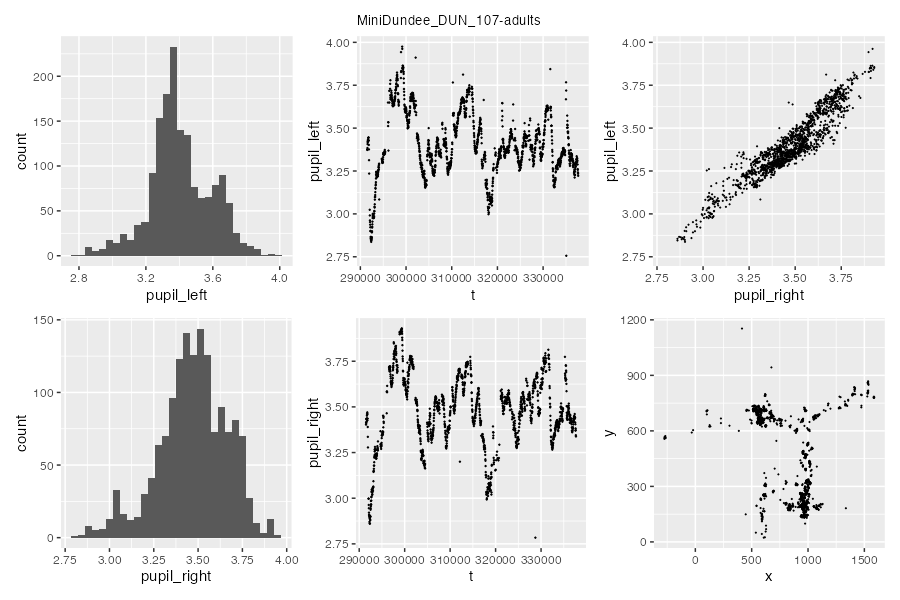 MiniDundee_DUN_107-adults
count
200
150
100
50
0
2.8 3.2 3.6 4.0
pupil_left
pupil_left
4.00
3.75
3.50
3.25
3.00
2.75
290000 300000 310000 320000 330000
t
pupil_left
4.00
3.75
3.50
3.25
3.00
2.75
2.75 3.00 3.25 3.50 3.75
pupil_right
count
150
100
50
0
2.75 3.00 3.25 3.50 3.75 4.00
pupil_right
pupil_right
3.75
3.50
3.25
3.00
2.75
290000 300000 310000 320000 330000
t
y
1200
900
600
300
0
0 500 1000 1500
x